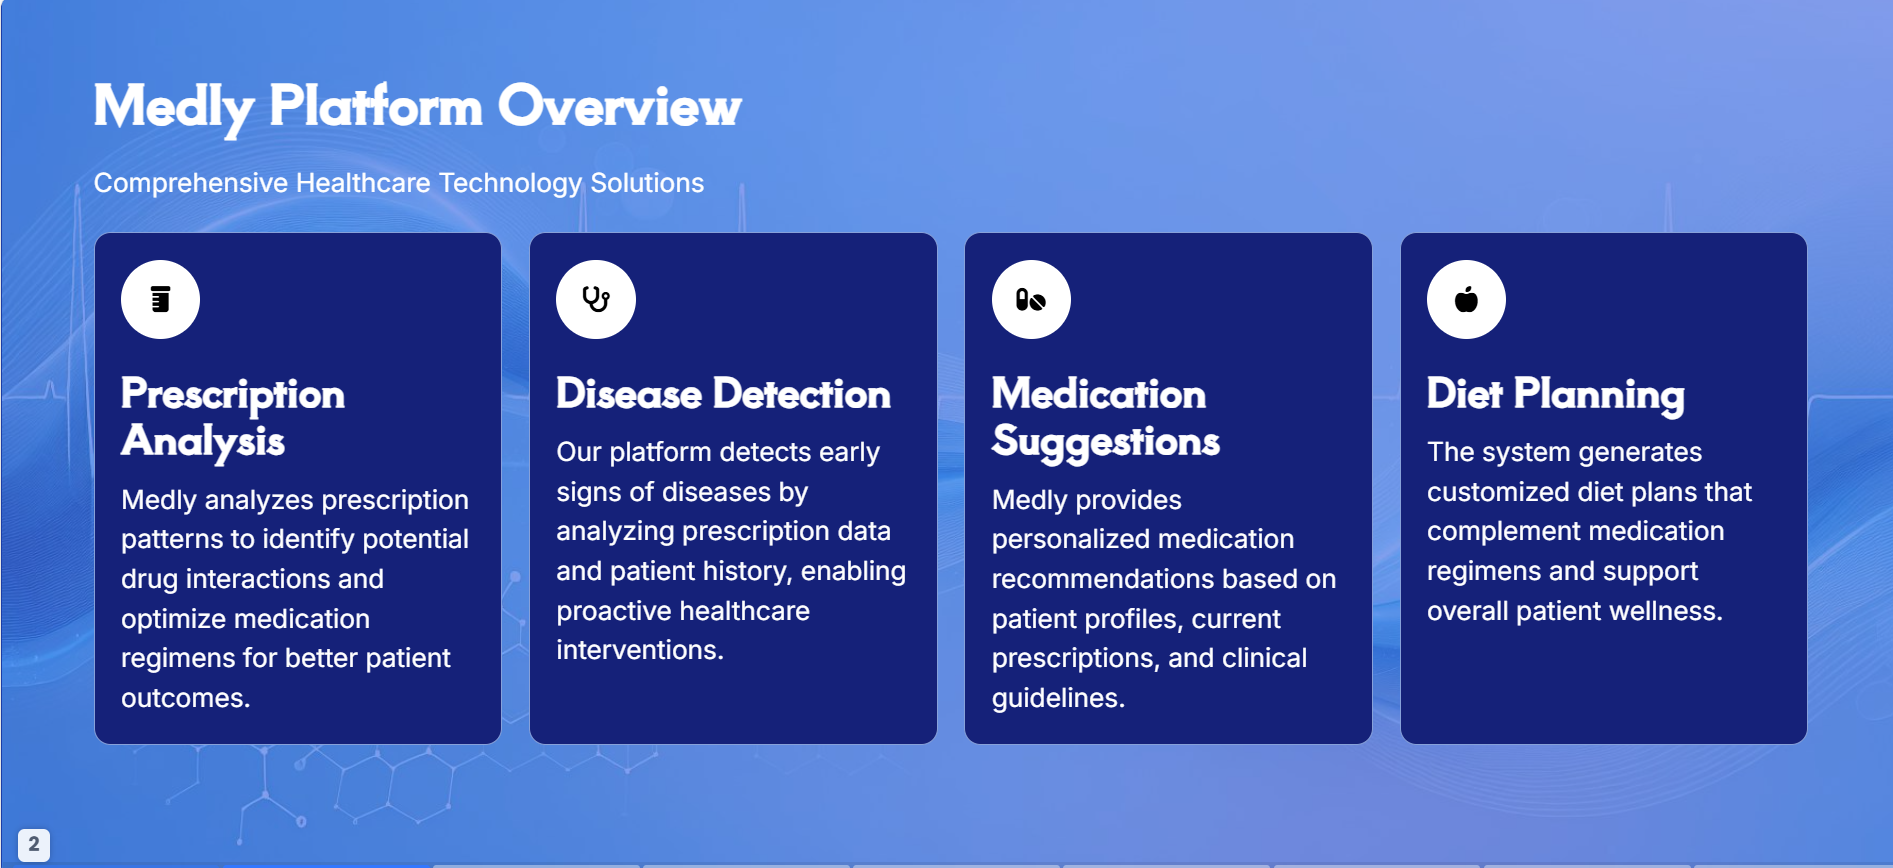 Medly Platform Overview
Comprehensive Healthcare Technology Solutions
Prescription
Analysis
Medly analyzes prescription
patterns to identify potential
drug interactions and
optimize medication
regimens for better patient
outcomes.
Disease Detection
Our platform detects early
signs of diseases by
analyzing prescription data
and patient history, enabling
proactive healthcare
interventions.
Medication
Suggestions
Medly provides
personalized medication
recommendations based on
patient profiles, current
prescriptions, and clinical
guidelines.
Diet Planning
The system generates
customized diet plans that
complement medication
regimens and support
overall patient wellness.
2